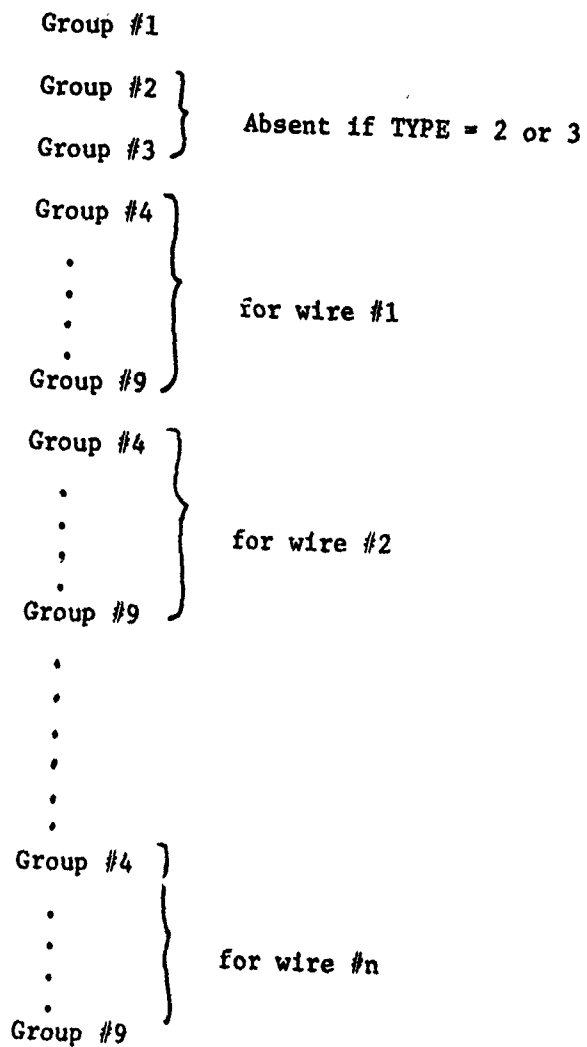 Group #1
Group #2
Absent if TYPE = 2 or 3
Group #3
Group #4
for wire #1
Group #9
Group #4
for wire #2
Group #9
Group #4
for wire #n
Group #9